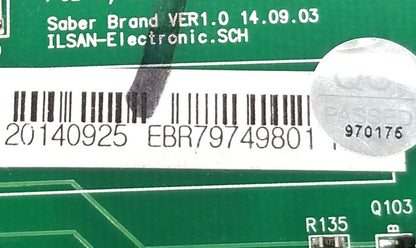 Saber Brand VER1.0 14.09.03
ILSAN-Electronic.SCH
20140925 EBR79749801
PASSED
970176
Q103
R135
B